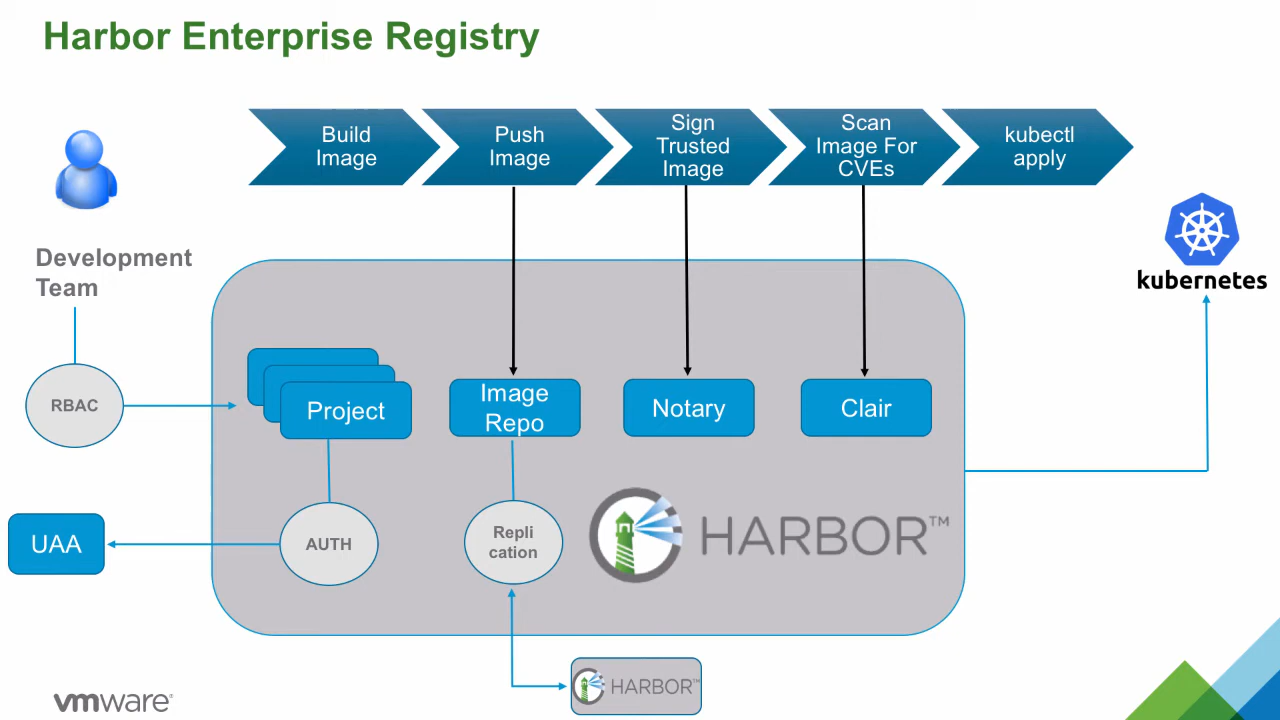 Harbor Enterprise Registry
Build
Image
Push
Image
Sign
Trusted
Image
Scan
Image For
CVEs
kubectl
apply
Development
Team
kubernetes
RBAC
Project
Image
Repo
Notary
Clair
UAA
AUTH
Repli
cation
HARBOR™
HARBOR™
vmware®